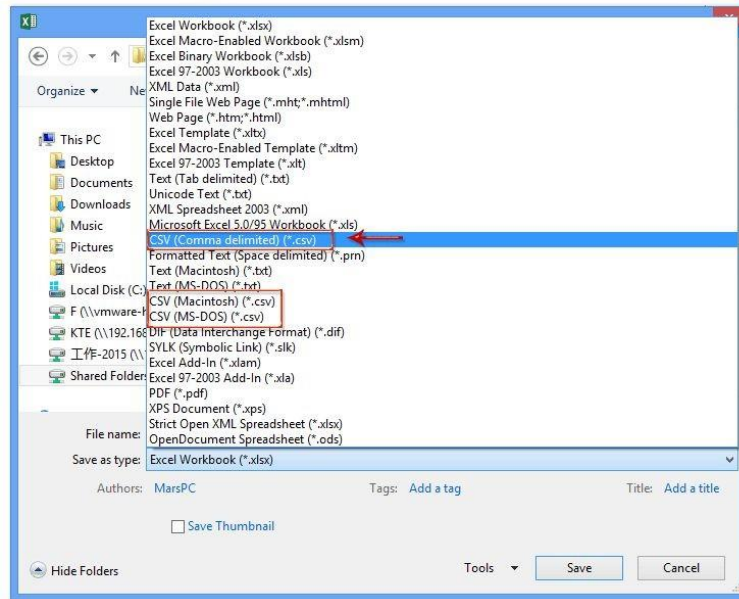 Excel Workbook (*.xlsx)
Excel Macro-Enabled Workbook (*.xlsm)
Excel Binary Workbook (*.xlsb)
Excel 97-2003 Workbook (*.xls)
XML Data (*.xml)
Single File Web Page (*.mht;*.mhtml)
Web Page (*.htm;*.html)
Excel Template (*.xltx)
Excel Macro-Enabled Template (*.xltm)
Excel 97-2003 Template (*.xlt)
Text (Tab delimited) (*.txt)
Unicode Text (*.txt)
XML Spreadsheet 2003 (*.xml)
Microsoft Excel 5.0/95 Workbook (*.xls)
CSV (Comma delimited) (*.csv)
Formatted Text (Space delimited) (*.prn)
Text (Macintosh) (*.txt)
Text (MS-DOS) (*.txt)
CSV (Macintosh) (*.csv)
CSV (MS-DOS) (*.csv)
DIF (Data Interchange Format) (*.dif)
SYLK (Symbolic Link) (*.slk)
Excel Add-In (*.xlam)
Excel 97-2003 Add-In (*.xla)
PDF (*.pdf)
XPS Document (*.xps)
Strict Open XML Spreadsheet (*.xlsx)
OpenDocument Spreadsheet (*.ods)
Organize Ne
This PC
Desktop
Documents
Downloads
Music
Pictures
Videos
Local Disk (C:)
F (\\vmware-h
KTE (\\192.168
工作-2015 (\\
Shared Folders
File name:
Save as type: Excel Workbook (*.xlsx)
Authors: MarsPC Tags: Add a tag Title: Add a title
Save Thumbnail
Hide Folders Tools Save Cancel